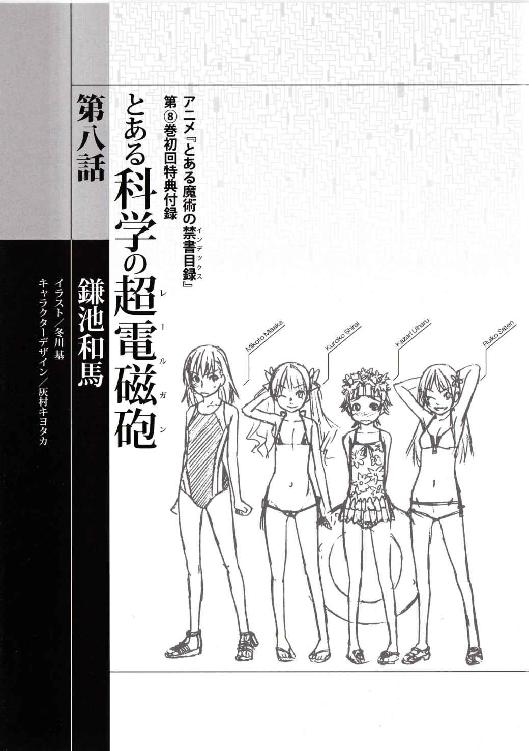 アニメ『とある魔術の禁書目録』
インデックス
第⑧巻初回特典付録
とある科学の超電磁砲
レールガン
第八話
鎌池和馬
イラスト/冬川 基
キャラクターデザイン/灰村キヨタカ
Mikoto Misaka
Kuroko Shirai
Kazari Uiharu
Ruiko Saten